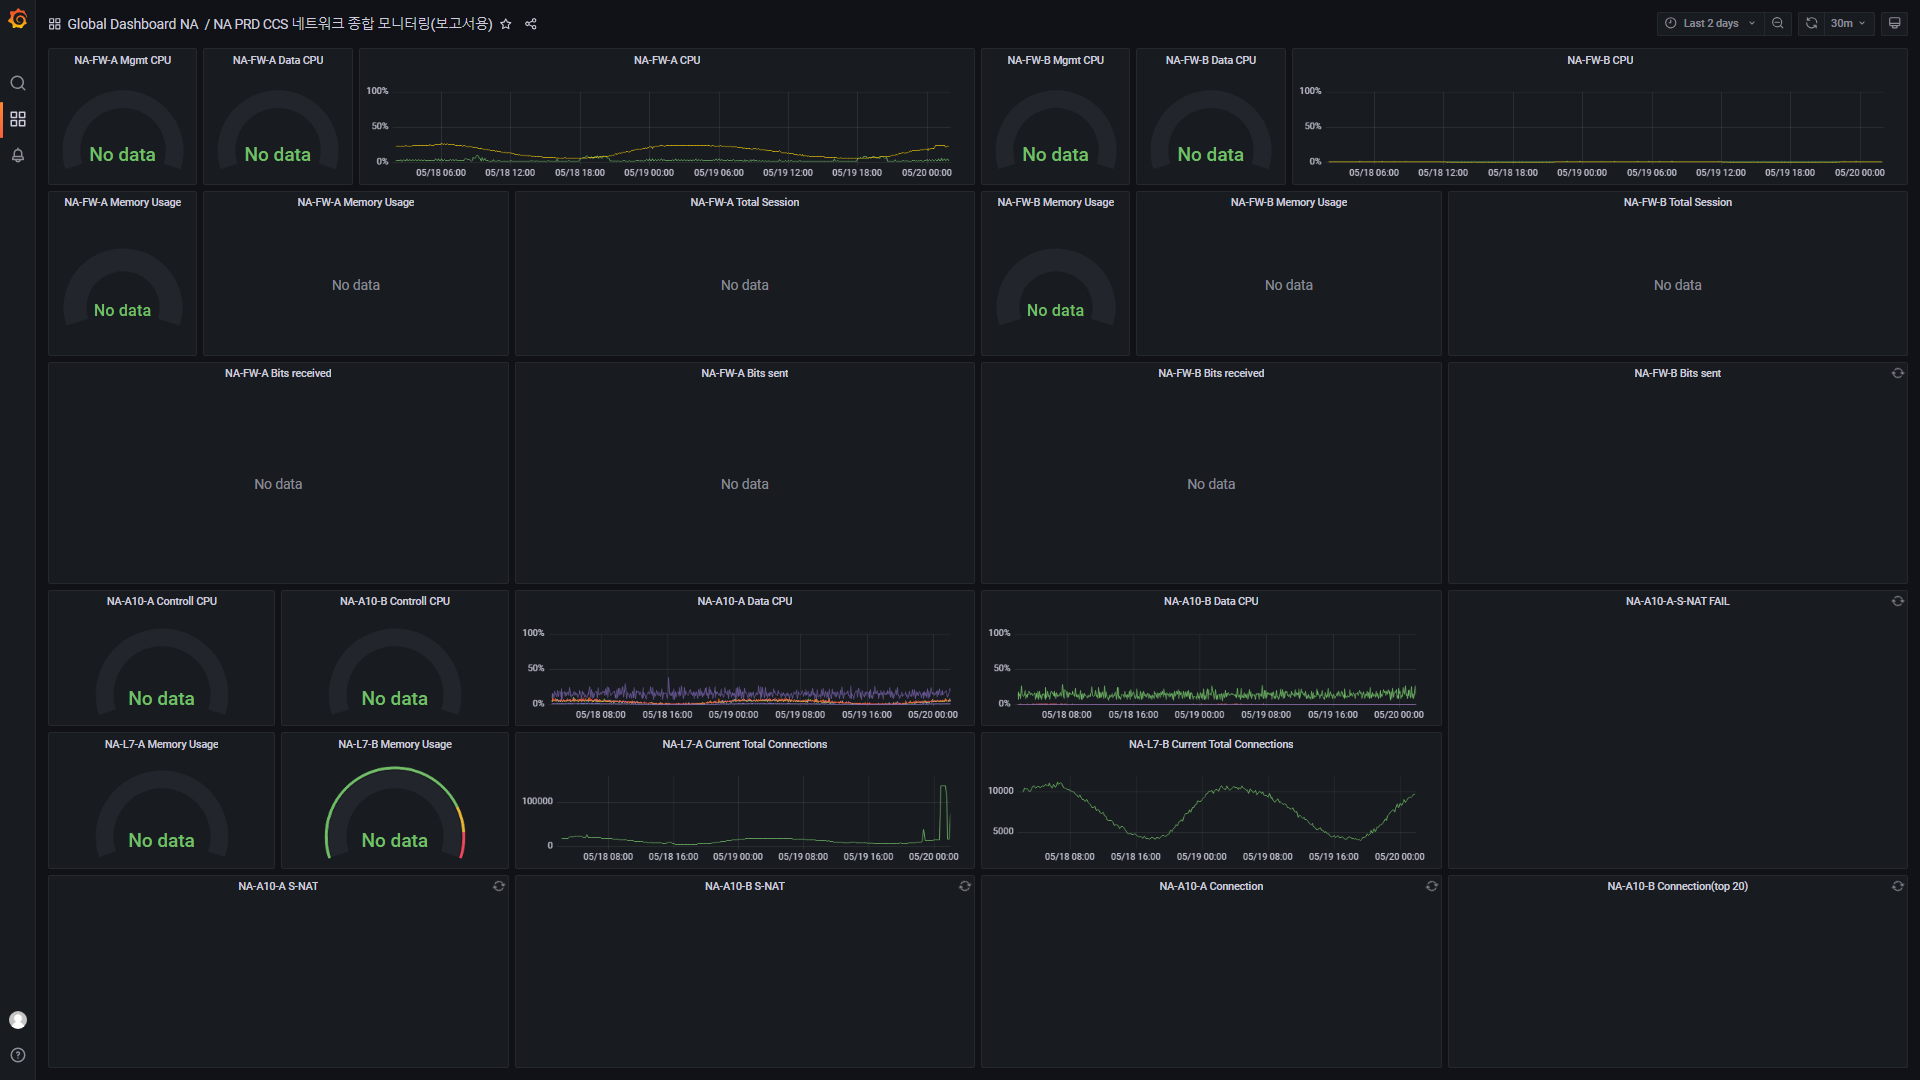 Global Dashboard NA / NA PRD CCS 네트워크 종합 모니터링(보고서용)
Last 2 days
30m
NA-FW-A Mgmt CPU
No data
NA-FW-A Data CPU
No data
NA-FW-A CPU
100%
50%
0%
05/18 06:00 05/18 12:00 05/18 18:00 05/19 00:00 05/19 06:00 05/19 12:00 05/19 18:00 05/20 00:00
NA-FW-B Mgmt CPU
No data
NA-FW-B Data CPU
No data
NA-FW-B CPU
100%
50%
0%
05/18 06:00 05/18 12:00 05/18 18:00 05/19 00:00 05/19 06:00 05/19 12:00 05/19 18:00 05/20 00:00
NA-FW-A Memory Usage
No data
NA-FW-A Memory Usage
No data
NA-FW-A Total Session
No data
NA-FW-B Memory Usage
No data
NA-FW-B Memory Usage
No data
NA-FW-B Total Session
No data
NA-FW-A Bits received
No data
NA-FW-A Bits sent
No data
NA-FW-B Bits received
No data
NA-FW-B Bits sent
NA-A10-A Controll CPU
No data
NA-A10-B Controll CPU
No data
NA-A10-A Data CPU
100%
50%
0%
05/18 08:00 05/18 16:00 05/19 00:00 05/19 08:00 05/19 16:00 05/20 00:00
NA-A10-B Data CPU
100%
50%
0%
05/18 08:00 05/18 16:00 05/19 00:00 05/19 08:00 05/19 16:00 05/20 00:00
NA-A10-A-S-NAT FAIL
NA-L7-A Memory Usage
No data
NA-L7-B Memory Usage
No data
NA-L7-A Current Total Connections
100000
0
05/18 08:00 05/18 16:00 05/19 00:00 05/19 08:00 05/19 16:00 05/20 00:00
NA-L7-B Current Total Connections
10000
5000
05/18 08:00 05/18 16:00 05/19 00:00 05/19 08:00 05/19 16:00 05/20 00:00
NA-A10-A S-NAT
NA-A10-B S-NAT
NA-A10-A Connection
NA-A10-B Connection(top 20)